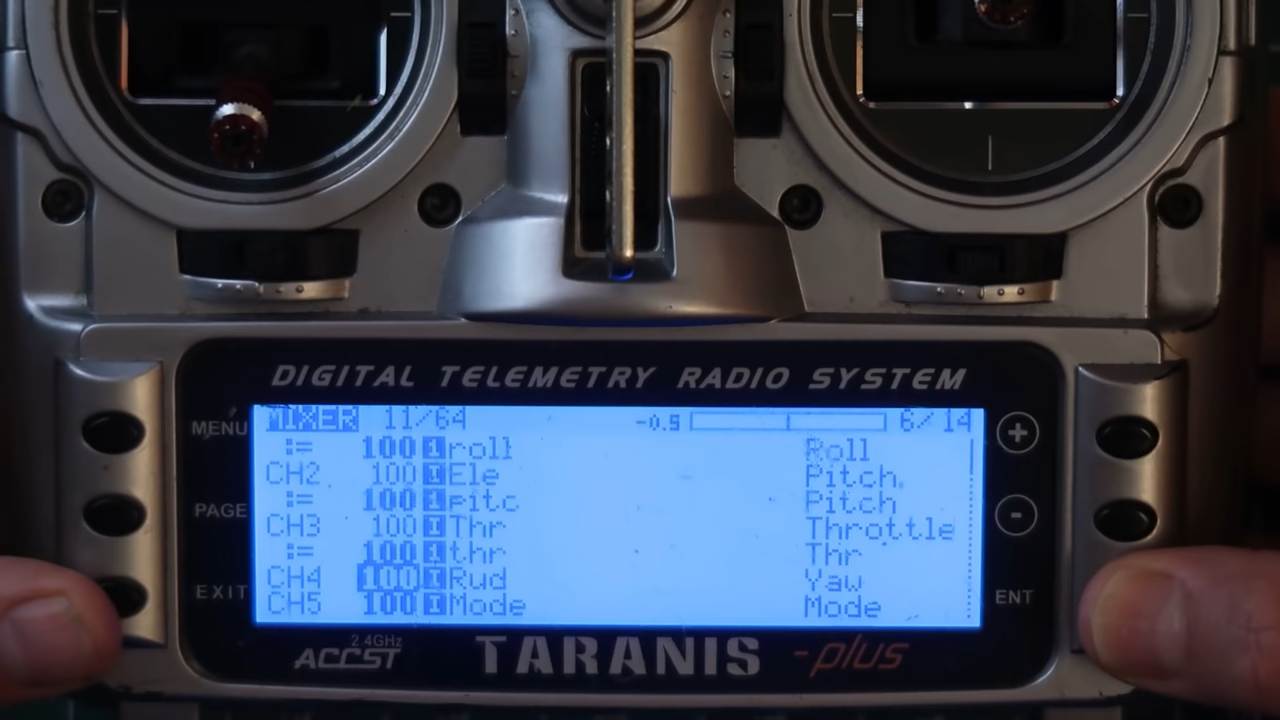 DIGITAL TELEMETRY RADIO SYSTEM
MENU
PAGE
EXIT
MIXER 11/64 -0.9 6/14
:= 100 roll Roll
CH2 100 I Ele Pitch
:= 100 pitc Pitch
CH3 100 I Thr Throttle
:= 100 thr Thr
CH4 100 I Rud Yaw
CH5 100 I Mode Mode
+
-
ENT
2.4GHz
ACCST TARANIS -plus